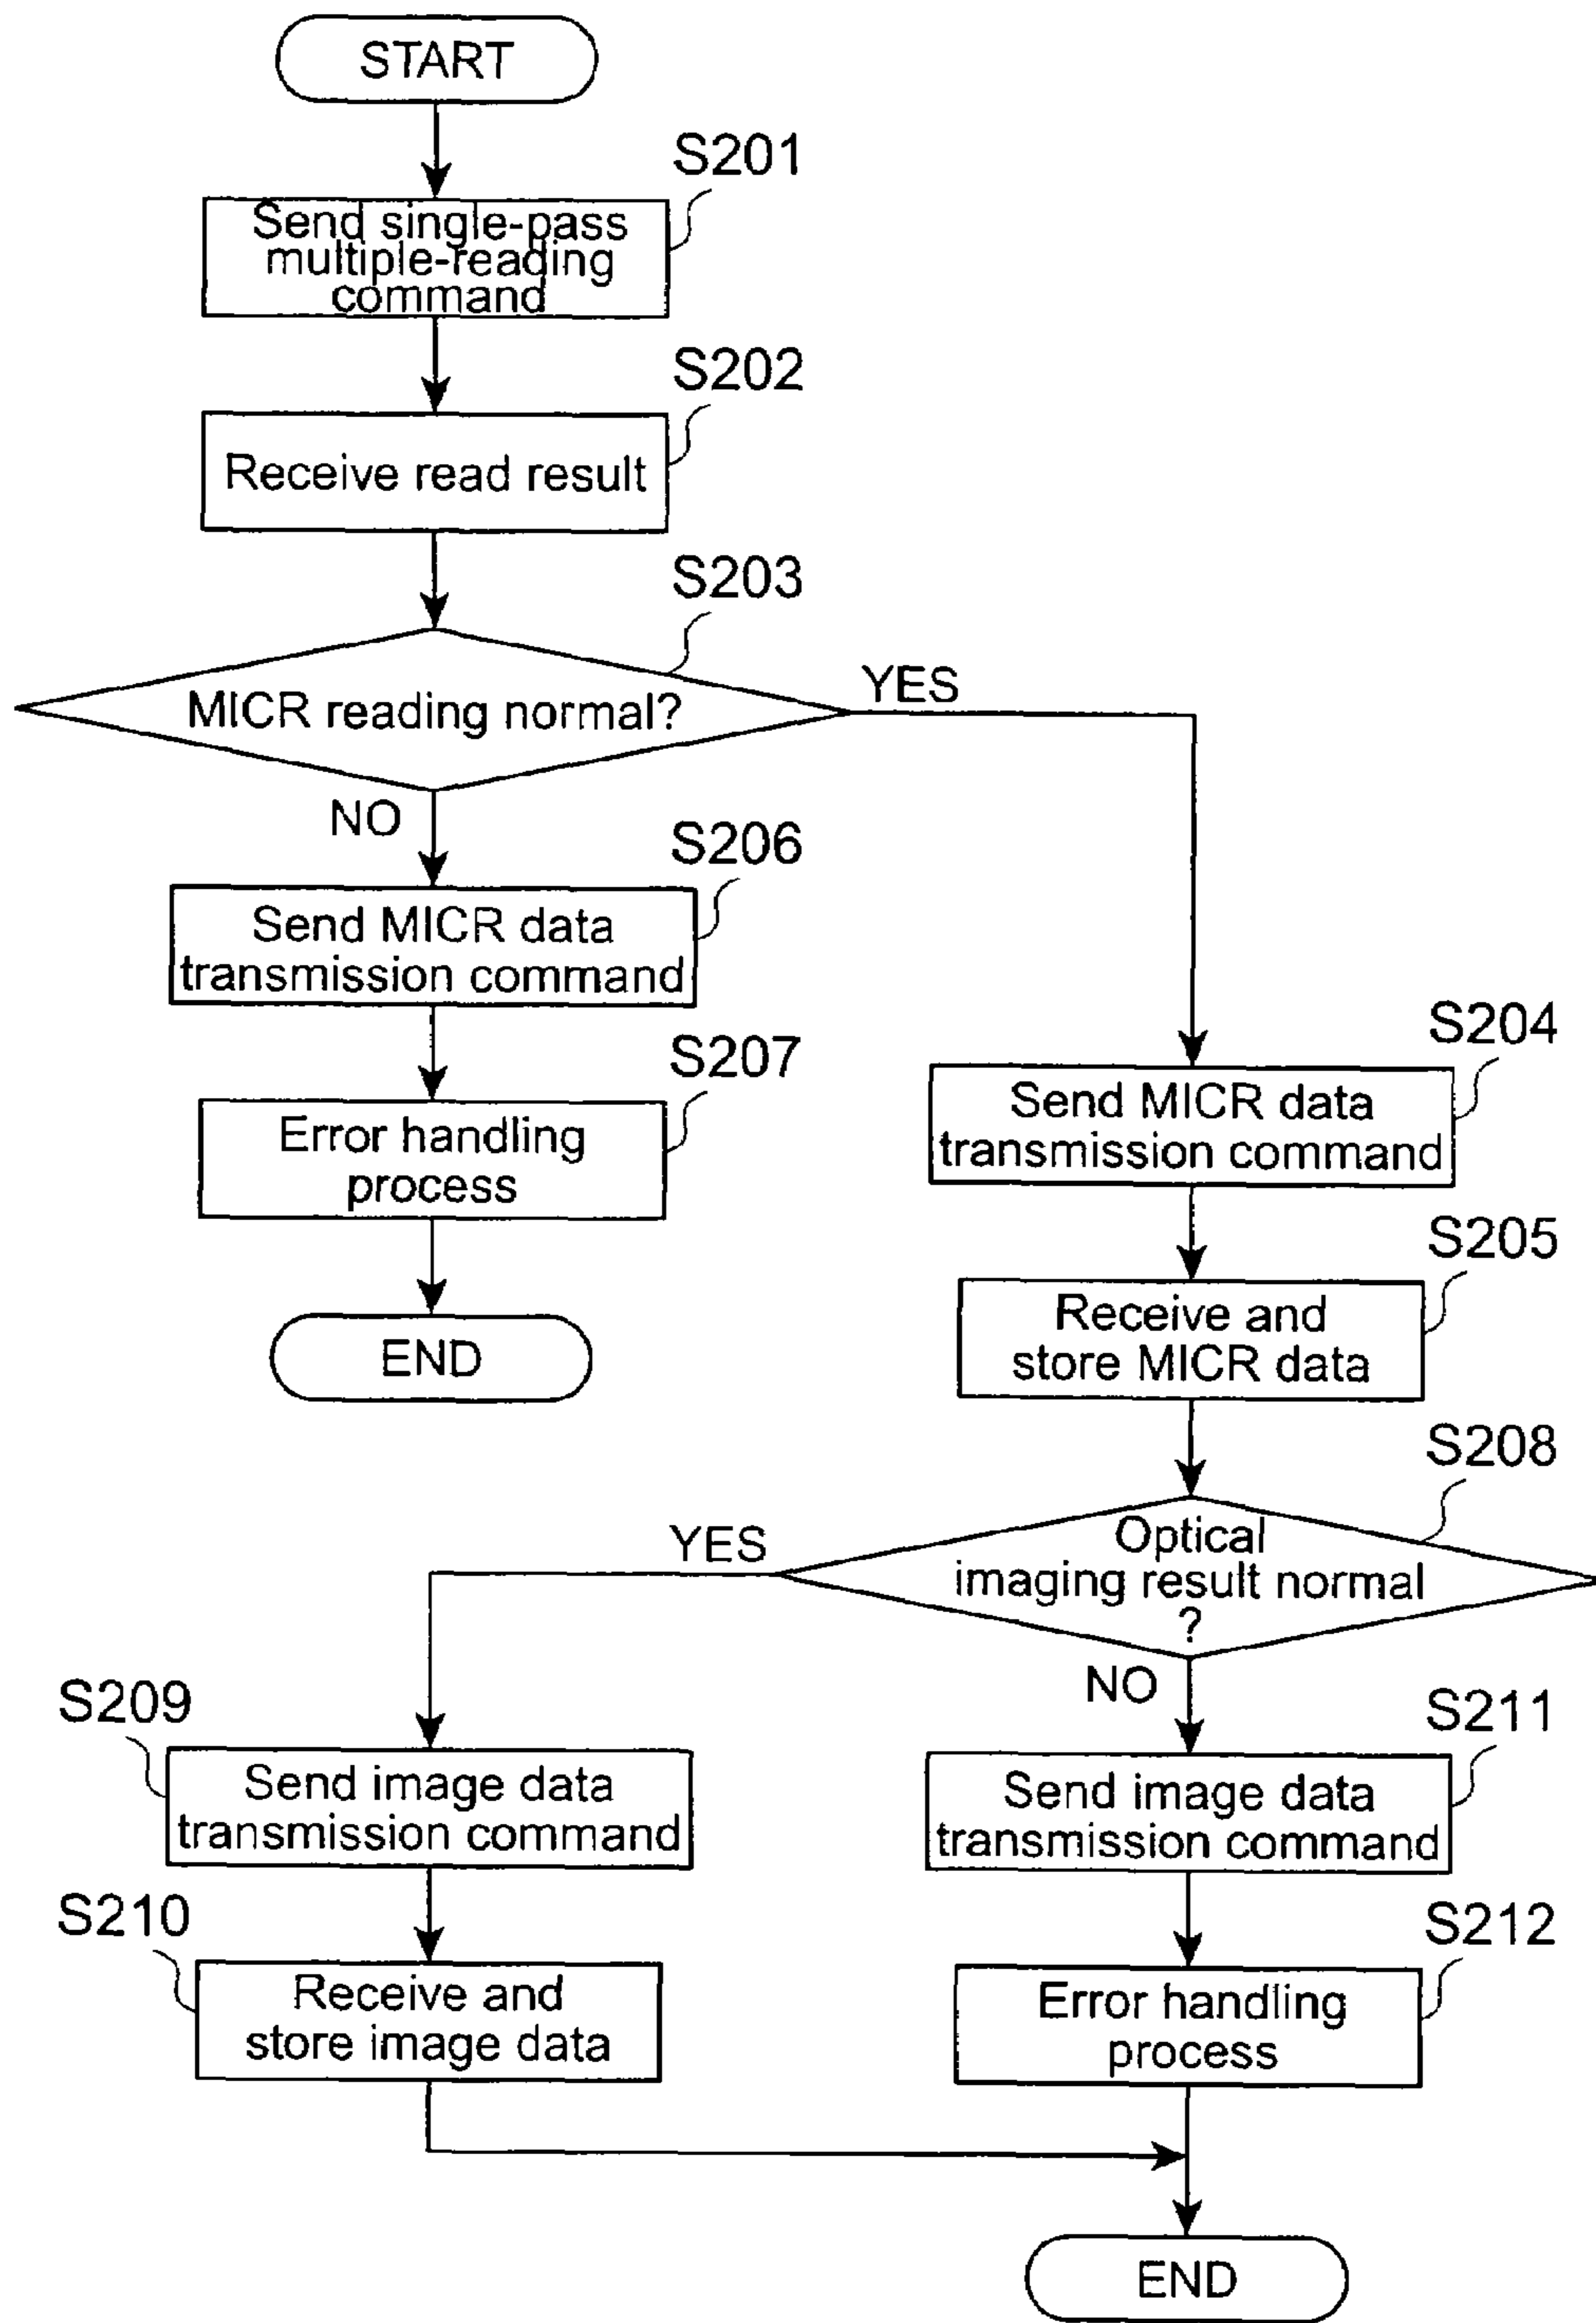 START
S201
Send single-pass
multiple-reading
command
S202
Receive read result
S203
MICR reading normal?
YES
NO
S206
Send MICR data
transmission command
S207
Error handling
process
END
S204
Send MICR data
transmission command
S205
Receive and
store MICR data
S208
Optical
imaging result normal
?
YES
NO
S209
Send image data
transmission command
S210
Receive and
store image data
S211
Send image data
transmission command
S212
Error handling
process
END